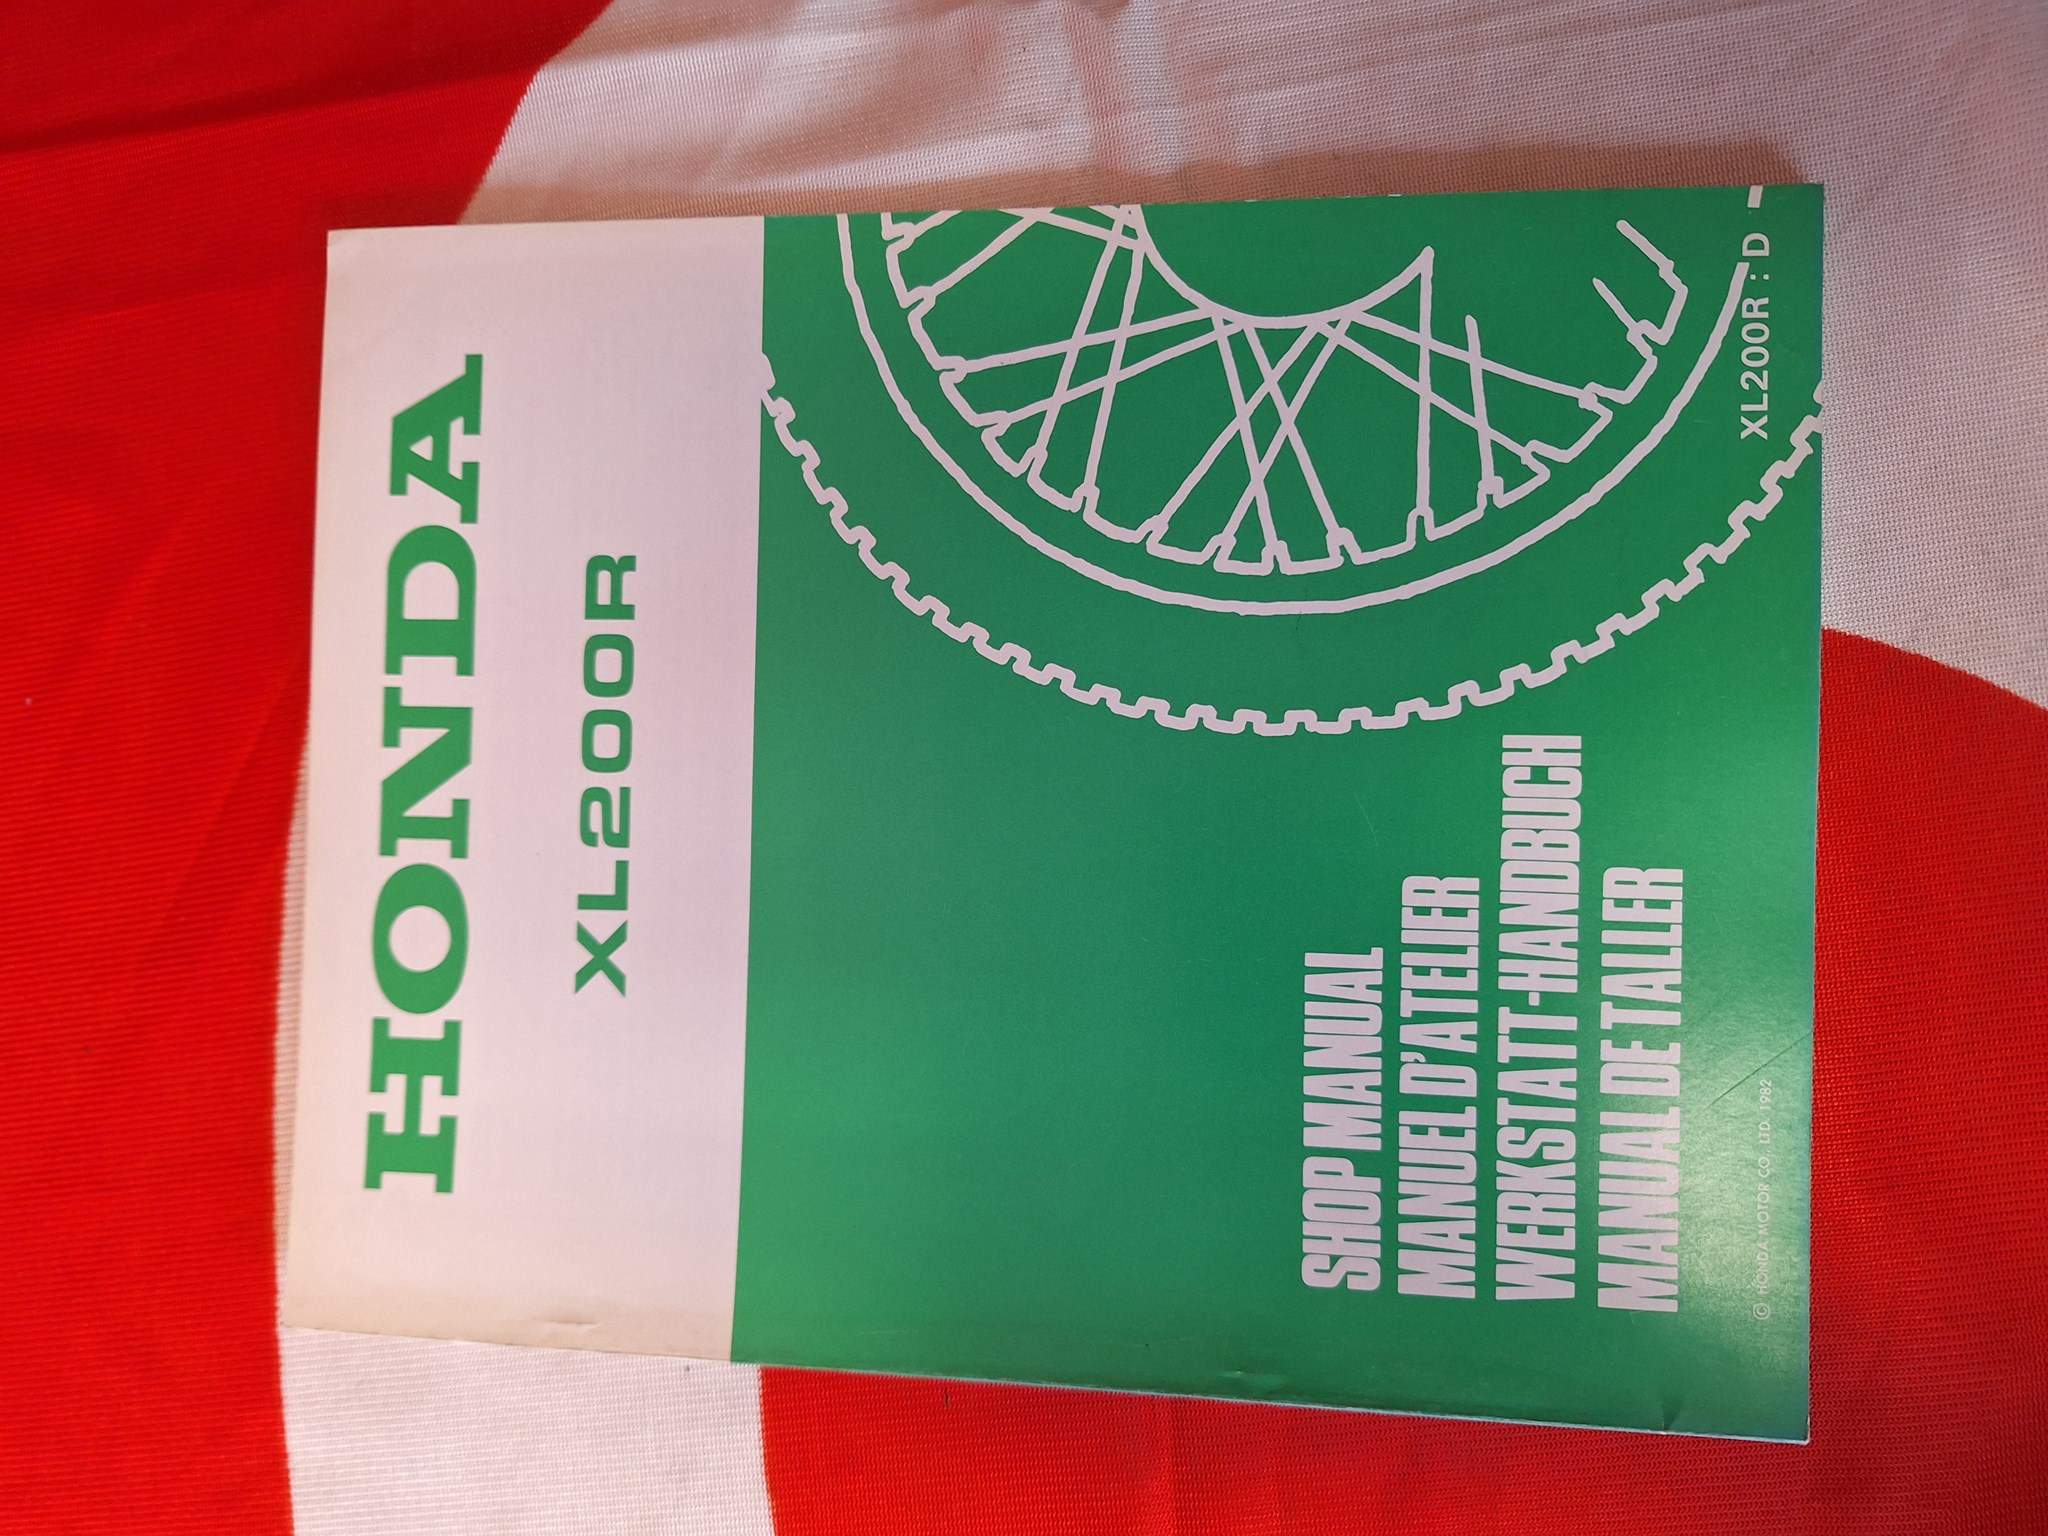 HONDA
XL200R
SHOP MANUAL
MANUEL D'ATELIER
WERKSTATT-HANDBUCH
MANUAL DE TALLER
© HONDA MOTOR CO., LTD 1982
XL200R : D